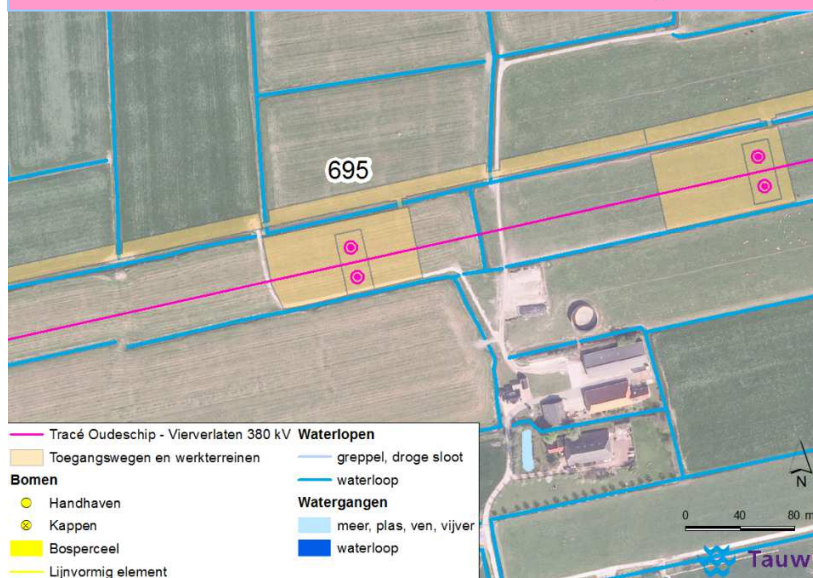 695
Tracé Oudeschip - Vierverlaten 380 kV
Toegangswegen en werkterreinen
Bomen
Handhaven
Kappen
Bosperceel
Lijnvormig element
Waterlopen
greppel, droge sloot
waterloop
Watergangen
meer, plas, ven, vijver
waterloop
N
0 40 80 m
Tauw